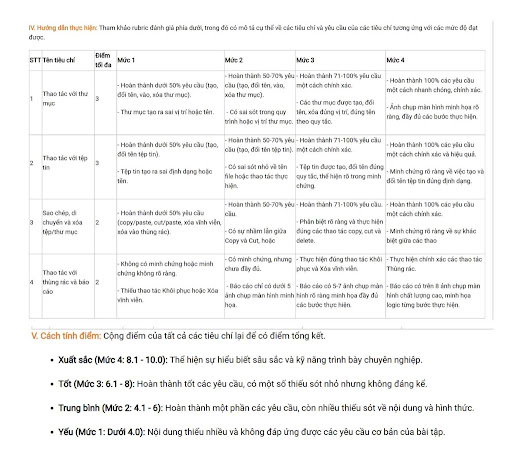 IV. Hướng dẫn thực hiện: Tham khảo rubric đánh giá phía dưới, trong đó có mô tả cụ thể về các tiêu chí và yêu cầu của các tiêu chí tương ứng với các mức độ đạt
được.
STT Tên tiêu chí
Điểm
tối đa
Mức 1
Mức 2
Mức 3
Mức 4
1
Thao tác với thư
mục
3
- Hoàn thành dưới 50% yêu cầu (tạo,
đổi tên, vào, xóa thư mục).
- Thư mục tạo ra sai vị trí hoặc tên.
- Hoàn thành 50-70% yêu
cầu (tạo, đổi tên, vào,
xóa thư mục).
- Có sai sót trong quy
trình hoặc vị trí thư mục.
- Hoàn thành 71-100% yêu cầu
một cách chính xác.
- Các thư mục được tạo, đổi
tên, xóa đúng vị trí, đúng tên
theo quy tắc.
- Hoàn thành 100% các yêu cầu
một cách nhanh chóng, chính xác.
- Ảnh chụp màn hình minh họa rõ
ràng, đầy đủ các bước thực hiện.
2
Thao tác với tệp
tin
3
- Hoàn thành dưới 50% yêu cầu (tạo,
đổi tên tệp tin).
- Tệp tin tạo ra sai định dạng hoặc
tên.
- Hoàn thành 50-70% yêu
cầu (tạo, đổi tên tệp tin).
- Có sai sót nhỏ về tên
file hoặc thao tác thực
hiện.
- Hoàn thành 71-100% yêu cầu
một cách chính xác.
- Tệp tin được tạo, đổi tên đúng
quy tắc, thể hiện rõ trong minh
chứng.
- Hoàn thành 100% các yêu cầu
một cách chính xác và hiệu quả.
- Minh chứng rõ ràng về việc tạo và
đổi tên tệp tin đúng định dạng.
3
Sao chép, di
chuyển và xóa
tệp/thư mục
2
- Hoàn thành dưới 50% yêu cầu
(copy/paste, cut/paste, xóa vĩnh viễn,
xóa vào thùng rác).
- Hoàn thành 50-70% yêu
cầu.
- Có sự nhầm lẫn giữa
Copy và Cut, hoặc
- Hoàn thành 71-100% yêu cầu.
- Phân biệt rõ ràng và thực hiện
đúng các thao tác copy, cut và
delete.
- Hoàn thành 100% các yêu cầu
một cách chính xác.
- Minh chứng rõ ràng về sự khác
biệt giữa các thao
4
Thao tác với
thùng rác và báo
cáo
2
- Không có minh chứng hoặc minh
chứng không rõ ràng.
- Thiếu thao tác Khôi phục hoặc Xóa
vĩnh viễn.
- Có minh chứng, nhưng
chưa đầy đủ.
- Báo cáo chỉ có dưới 5
ảnh chụp màn hình minh
họa.
- Thực hiện đúng thao tác Khôi
phục và Xóa vĩnh viễn.
- Báo cáo có 5-7 ảnh chụp màn
hình rõ ràng minh họa đầy đủ
các bước thực hiện.
- Thực hiện chính xác các thao tác
Thùng rác.
- Báo cáo có trên 8 ảnh chụp màn
hình chất lượng cao, minh họa
logic từng bước thực hiện.
V. Cách tính điểm: Cộng điểm của tất cả các tiêu chí lại để có điểm tổng kết.
• Xuất sắc (Mức 4: 8.1 - 10.0): Thể hiện sự hiểu biết sâu sắc và kỹ năng trình bày chuyên nghiệp.
• Tốt (Mức 3: 6.1 - 8): Hoàn thành tốt các yêu cầu, có một số thiếu sót nhỏ nhưng không đáng kể.
• Trung bình (Mức 2: 4.1 - 6): Hoàn thành một phần các yêu cầu, còn nhiều thiếu sót về nội dung và hình thức.
• Yếu (Mức 1: Dưới 4.0): Nội dung thiếu nhiều và không đáp ứng được các yêu cầu cơ bản của bài tập.